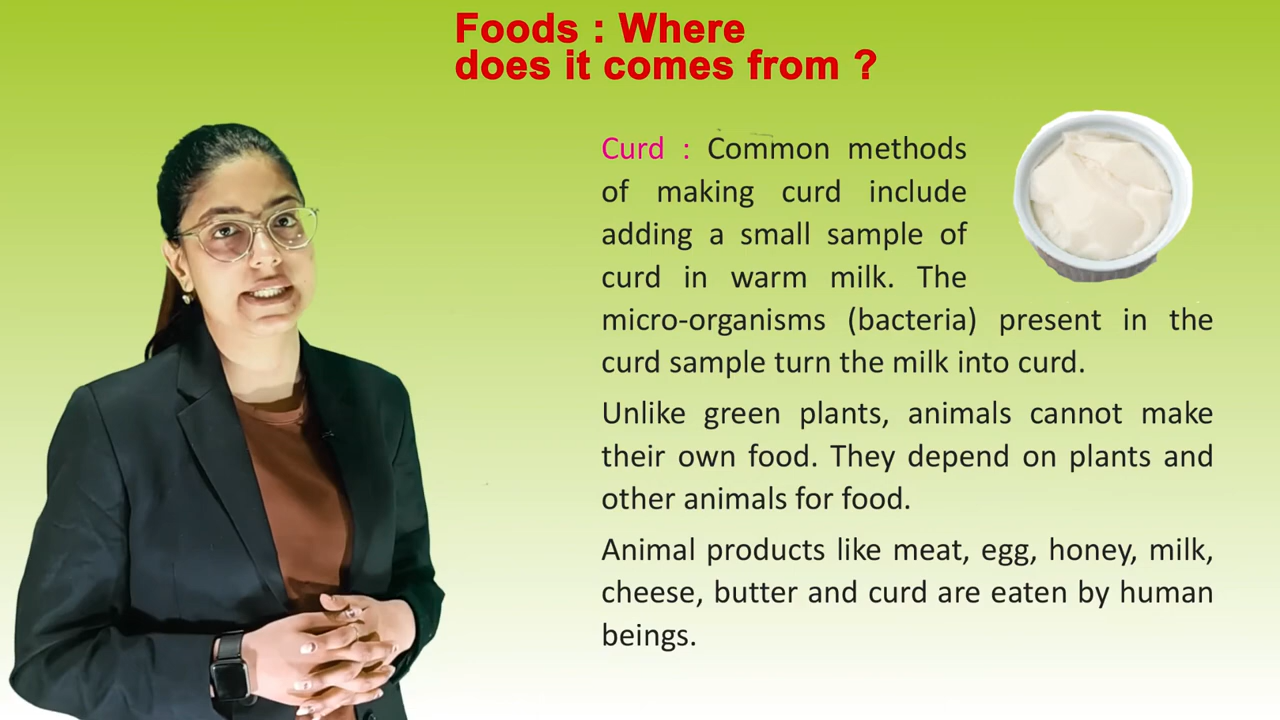 Foods : Where
does it comes from ?
Curd : Common methods
of making curd include
adding a small sample of
curd in warm milk. The
micro-organisms (bacteria) present in the
curd sample turn the milk into curd.
Unlike green plants, animals cannot make
their own food. They depend on plants and
other animals for food.
Animal products like meat, egg, honey, milk,
cheese, butter and curd are eaten by human
beings.